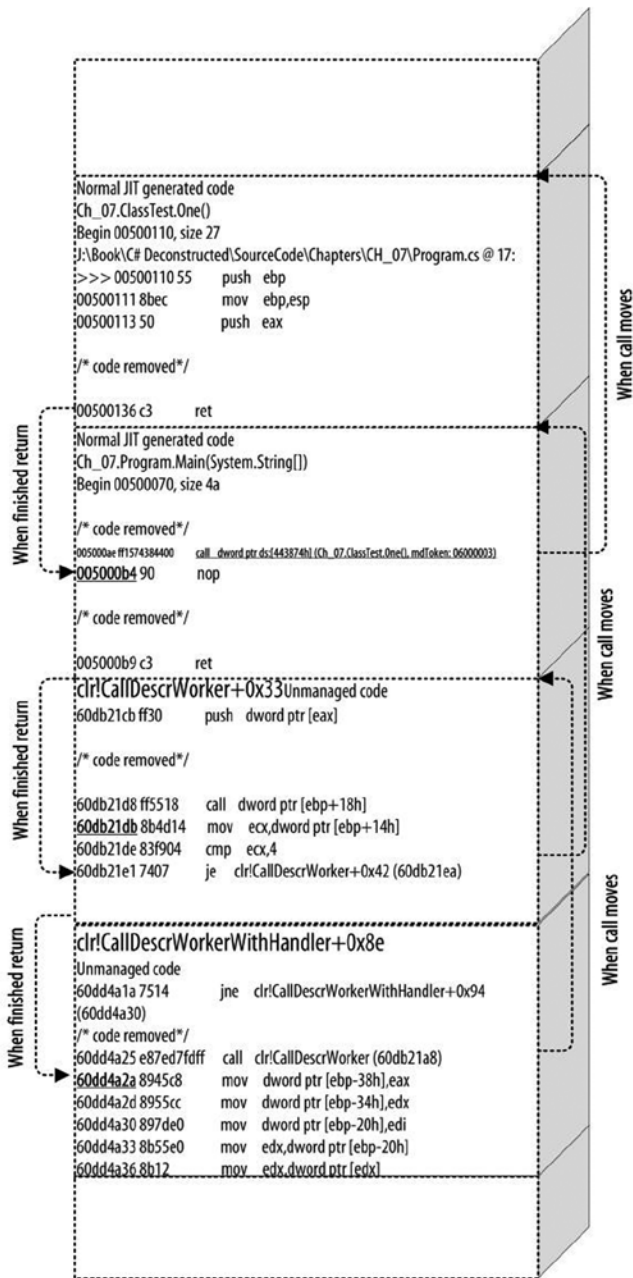 Normal JIT generated code
Ch_07.ClassTest.One()
Begin 00500110, size 27
J:\Book\C# Deconstructed\SourceCode\Chapters\CH_07\Program.cs @ 17:
>>> 00500110 55 push ebp
00500111 8bec mov ebp,esp
00500113 50 push eax
/* code removed*/
00500136 c3 ret
Normal JIT generated code
Ch_07.Program.Main(System.String[])
Begin 00500070, size 4a
/* code removed*/
005000ae ff1574384400 call dword ptr ds:[443874h] (Ch_07.ClassTest.One(), mdToken: 06000003)
005000b4 90 nop
/* code removed*/
005000b9 c3 ret
clr!CallDescrWorker+0x33 Unmanaged code
60db21cb ff30 push dword ptr [eax]
/* code removed*/
60db21d8 ff5518 call dword ptr [ebp+18h]
60db21db 8b4d14 mov ecx,dword ptr [ebp+14h]
60db21de 83f904 cmp ecx,4
60db21e1 7407 je clr!CallDescrWorker+0x42 (60db21ea)
clr!CallDescrWorkerWithHandler+0x8e
Unmanaged code
60dd4a1a 7514 jne clr!CallDescrWorkerWithHandler+0x94
(60dd4a30)
/* code removed*/
60dd4a25 e87ed7fdff call clr!CallDescrWorker (60db21a8)
60dd4a2a 8945c8 mov dword ptr [ebp-38h],eax
60dd4a2d 8955cc mov dword ptr [ebp-34h],edx
60dd4a30 897de0 mov dword ptr [ebp-20h],edi
60dd4a33 8b55e0 mov edx,dword ptr [ebp-20h]
60dd4a36 8b12 mov edx,dword ptr [edx]
When finished return
When finished return
When finished return
When call moves
When call moves
When call moves